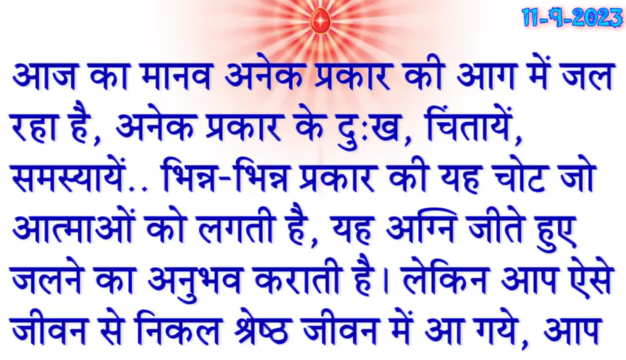 11-9-2023
आज का मानव अनेक प्रकार की आग में जल
रहा है, अनेक प्रकार के दुःख, चिंतायें,
समस्यायें.. भिन्न-भिन्न प्रकार की यह चोट जो
आत्माओं को लगती है, यह अग्नि जीते हुए
जलने का अनुभव कराती है। लेकिन आप ऐसे
जीवन से निकल श्रेष्ठ जीवन में आ गये, आप